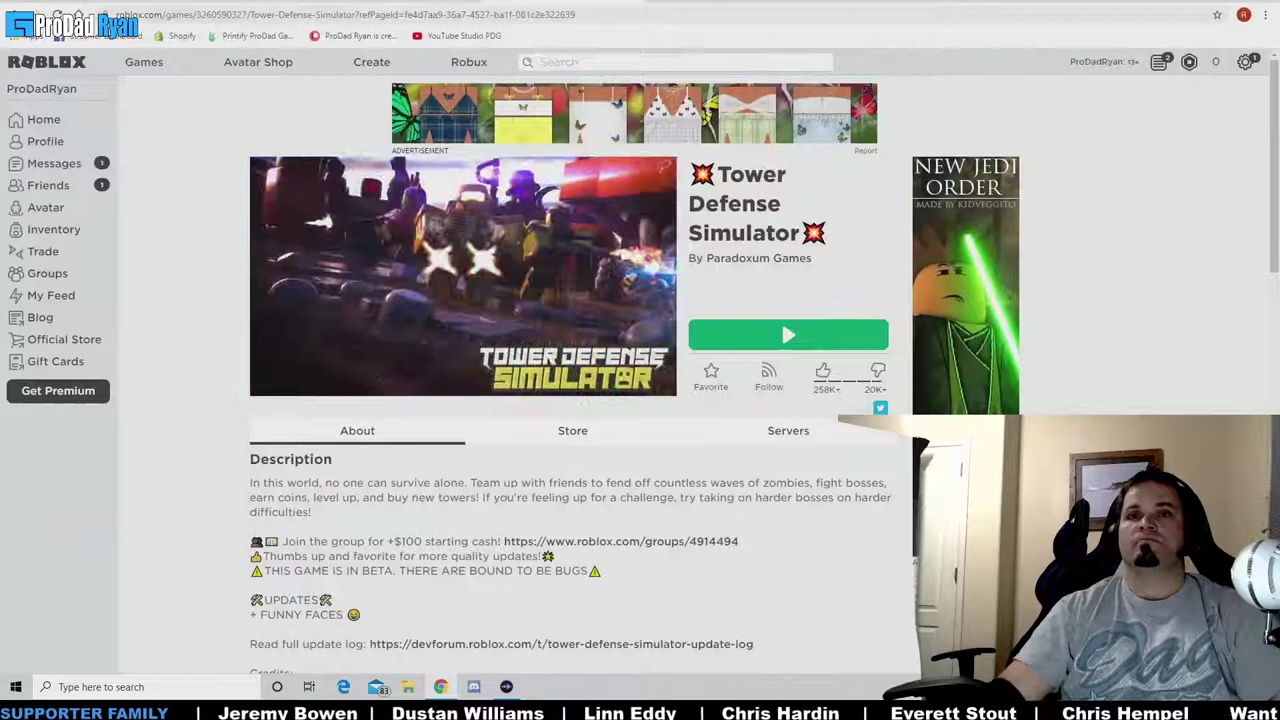 roblox.com/games/3260590327/Tower-Defense-Simulator?refPageId=fe4d7aa9-36a7-4527-ba1f-081c2e322639
ProDad Ryan
Shopify
Printify ProDad Ga...
ProDad Ryan is cre...
YouTube Studio PDG
ROBLOX
Games
Avatar Shop
Create
Robux
Search
ProDadRyan: 13+
2
0
1
ProDadRyan
Home
Profile
Messages 1
Friends 1
Avatar
Inventory
Trade
Groups
My Feed
Blog
Official Store
Gift Cards
Get Premium
ADVERTISEMENT
Report
TOWER DEFENSE
SIMULATOR
💥Tower
Defense
Simulator💥
By Paradoxum Games
Favorite
Follow
258K+
20K+
NEW JEDI
ORDER
MADE BY KIDVEGGITO
About
Store
Servers
Description
In this world, no one can survive alone. Team up with friends to fend off countless waves of zombies, fight bosses,
earn coins, level up, and buy new towers! If you're feeling up for a challenge, try taking on harder bosses on harder
difficulties!
👥💵 Join the group for +$100 starting cash! https://www.roblox.com/groups/4914494
👍Thumbs up and favorite for more quality updates!💥
⚠THIS GAME IS IN BETA. THERE ARE BOUND TO BE BUGS⚠
🛠UPDATES🛠
+ FUNNY FACES 😂
Read full update log: https://devforum.roblox.com/t/tower-defense-simulator-update-log
Credits:
Type here to search
83
SUPPORTER FAMILY | Jeremy Bowen | Dustan Williams | Linn Eddy | Chris Hardin | Everett Stout | Chris Hempel | Want